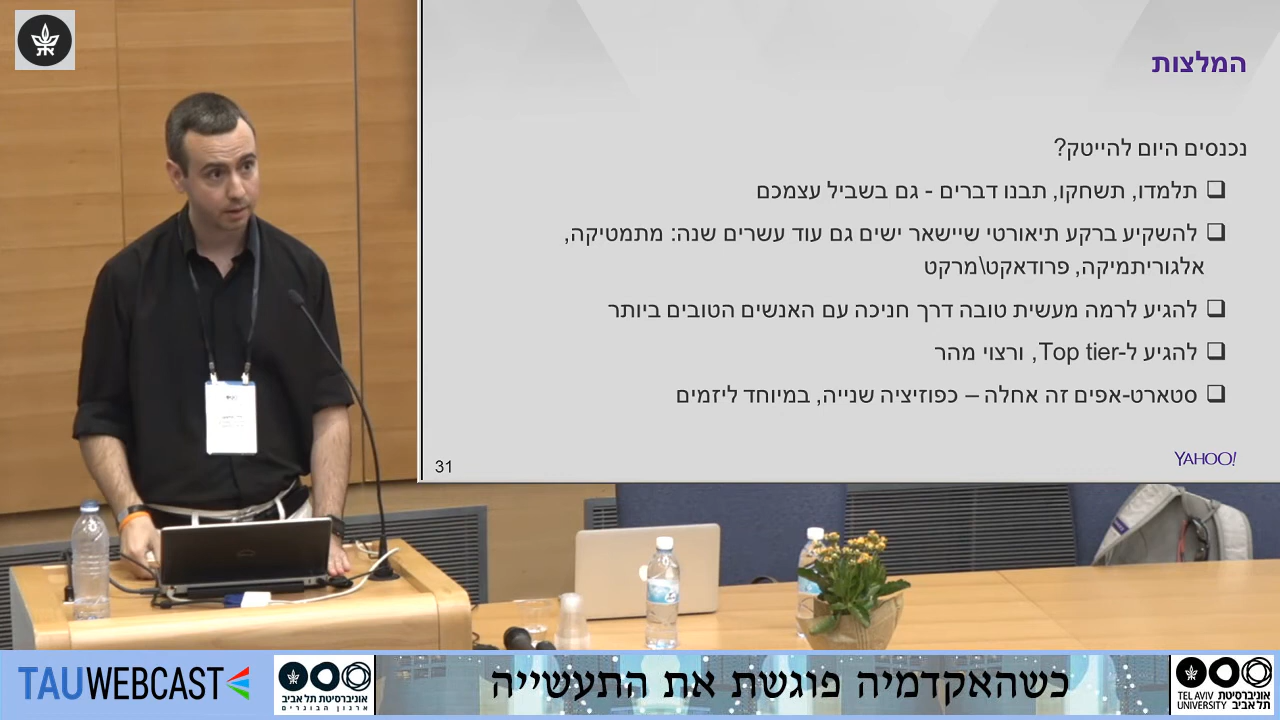 המלצות
נכנסים היום להייטק?
תלמדו, תשחקו, תבנו דברים - גם בשביל עצמכם
להשקיע ברקע תיאורטי שיישאר ישים גם עוד עשרים שנה: מתמטיקה,
אלגוריתמיקה, פרודאקט\מרקט
להגיע לרמה מעשית טובה דרך חניכה עם האנשים הטובים ביותר
להגיע ל-Top tier, ורצוי מהר
סטארט-אפים זה אחלה – כפוזיציה שנייה, במיוחד ליזמים
31
YAHOO!
TAUWEBCAST
אוניברסיטת תל אביב
ארגון הבוגרים
כשהאקדמיה פוגשת את התעשייה
TEL AVIV UNIVERSITY
אוניברסיטת תל אביב